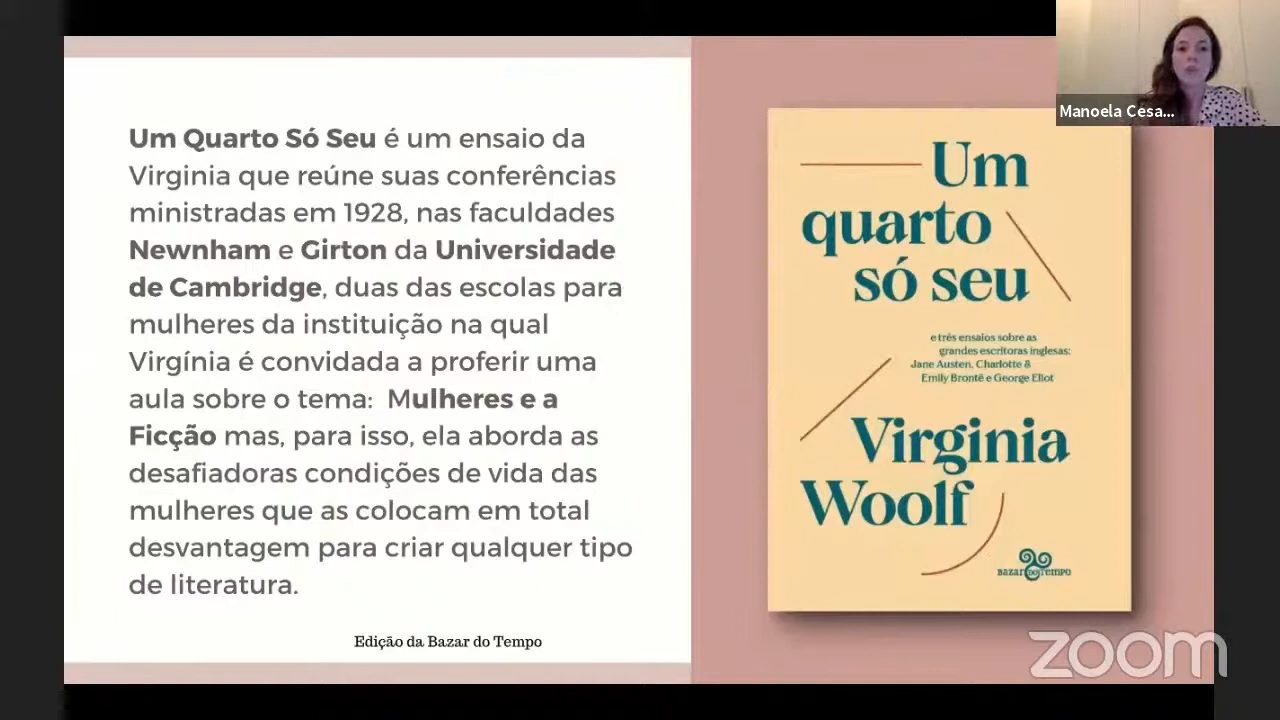 Um Quarto Só Seu é um ensaio da
Virginia que reúne suas conferências
ministradas em 1928, nas faculdades
Newnham e Girton da Universidade
de Cambridge, duas das escolas para
mulheres da instituição na qual
Virgínia é convidada a proferir uma
aula sobre o tema:  Mulheres e a
Ficção mas, para isso, ela aborda as
desafiadoras condições de vida das
mulheres que as colocam em total
desvantagem para criar qualquer tipo
de literatura.
Edição da Bazar do Tempo
Um
quarto
só seu
e três ensaios sobre as
grandes escritoras inglesas:
Jane Austen, Charlotte &
Emily Brontë e George Eliot
Virginia
Woolf
BAZAR DO TEMPO
Manoela Cesa...
zoom